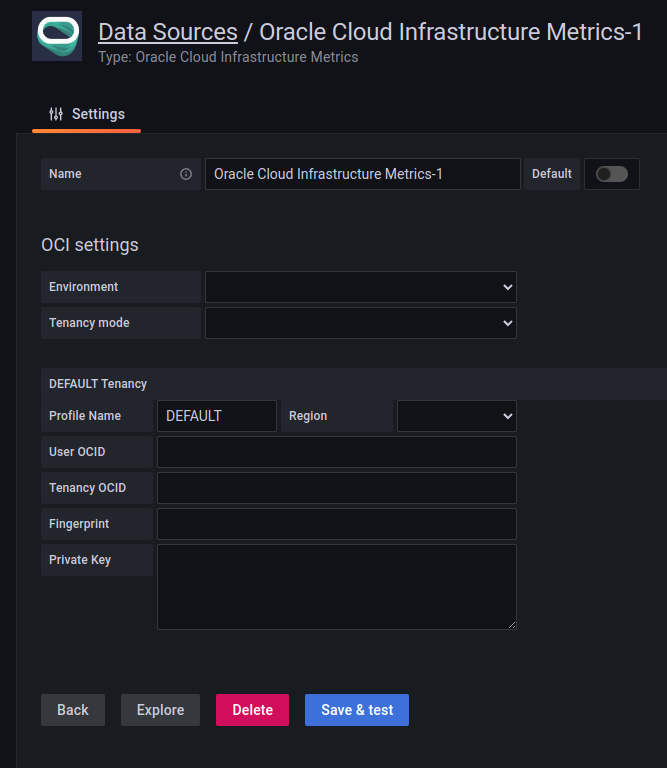 Data Sources / Oracle Cloud Infrastructure Metrics-1
Type: Oracle Cloud Infrastructure Metrics
Settings
Name Oracle Cloud Infrastructure Metrics-1 Default
OCI settings
Environment
Tenancy mode
DEFAULT Tenancy
Profile Name DEFAULT Region
User OCID
Tenancy OCID
Fingerprint
Private Key
Back Explore Delete Save & test